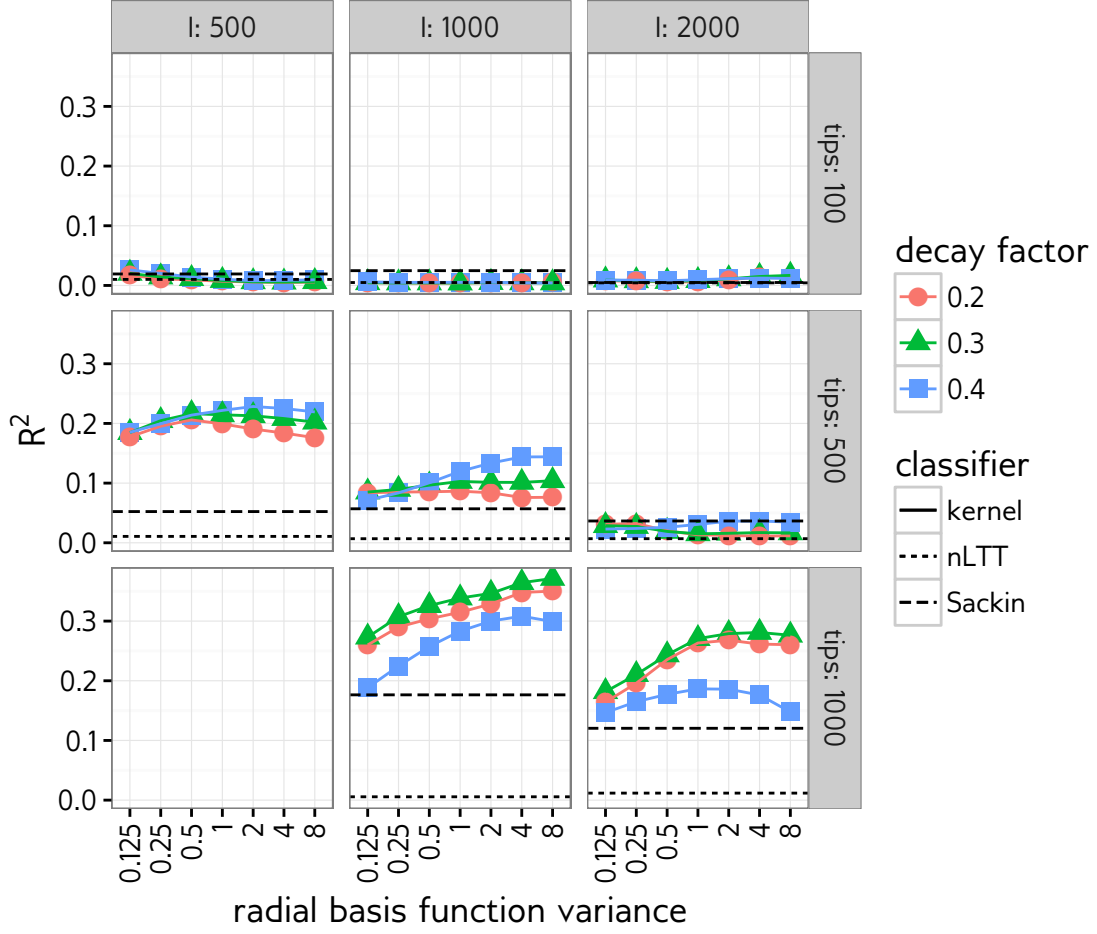 I: 500
I: 1000
I: 2000
0.3
0.2
0.1
0.0
tips: 100
0.3
0.2
0.1
0.0
tips: 500
0.3
0.2
0.1
0.0
tips: 1000
R²
0.125
0.25
0.5
1
2
4
8
0.125
0.25
0.5
1
2
4
8
0.125
0.25
0.5
1
2
4
8
radial basis function variance
decay factor
0.2
0.3
0.4
classifier
kernel
nLTT
Sackin